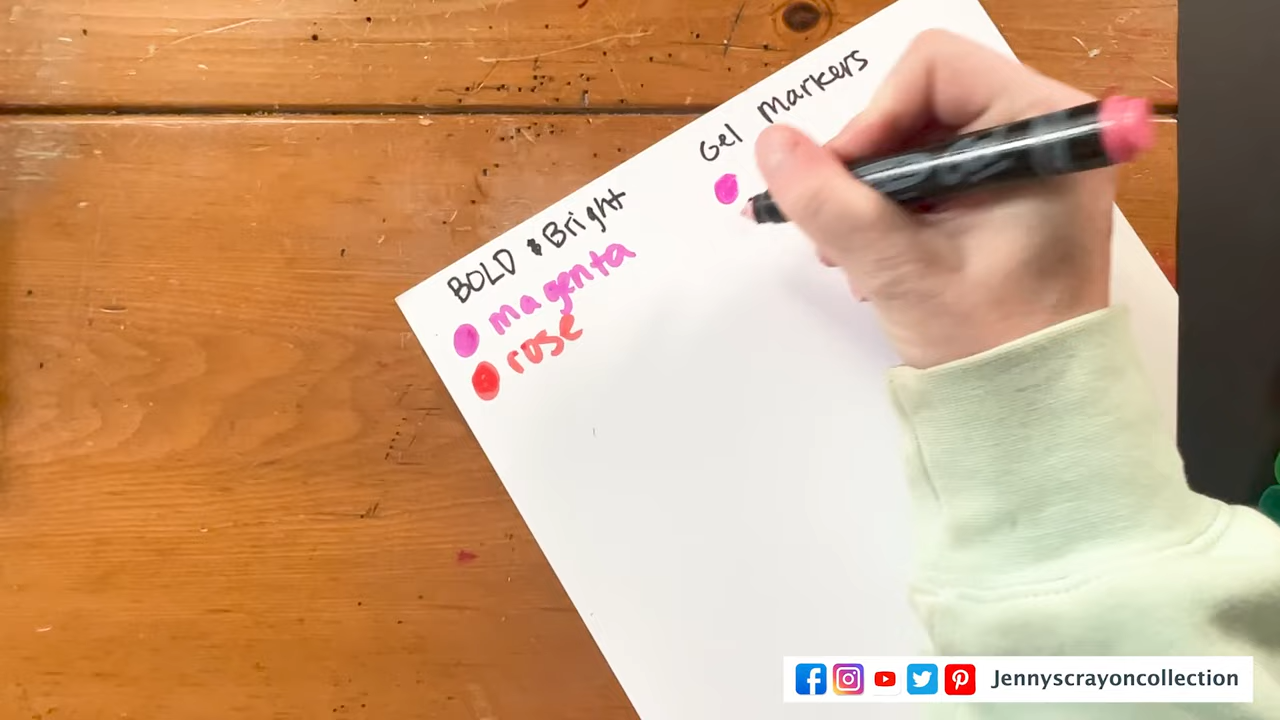 Gel Markers
BOLD & Bright
magenta
rose
Jennyscrayoncollection